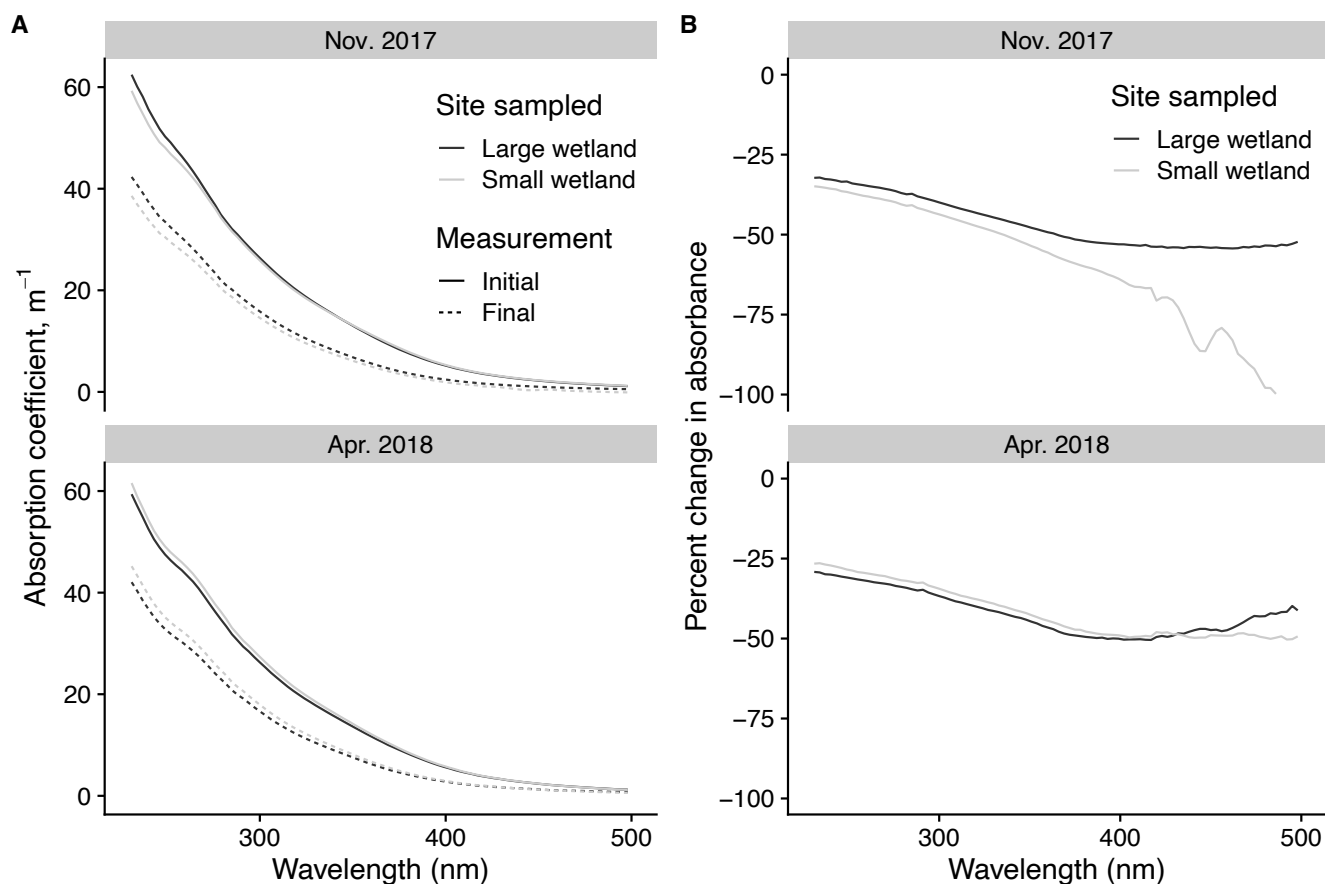 A
Nov. 2017
60
40
20
0
Site sampled
Large wetland
Small wetland
Measurement
Initial
Final
Absorption coefficient, m⁻¹
Apr. 2018
60
40
20
0
300
400
500
Wavelength (nm)
B
Nov. 2017
0
−25
−50
−75
−100
Site sampled
Large wetland
Small wetland
Percent change in absorbance
Apr. 2018
0
−25
−50
−75
−100
300
400
500
Wavelength (nm)